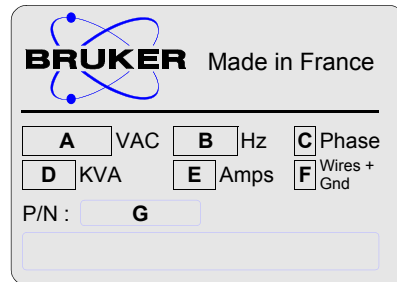 BRUKER Made in France
A VAC B Hz C Phase
D KVA E Amps F Wires + Gnd
P/N : G